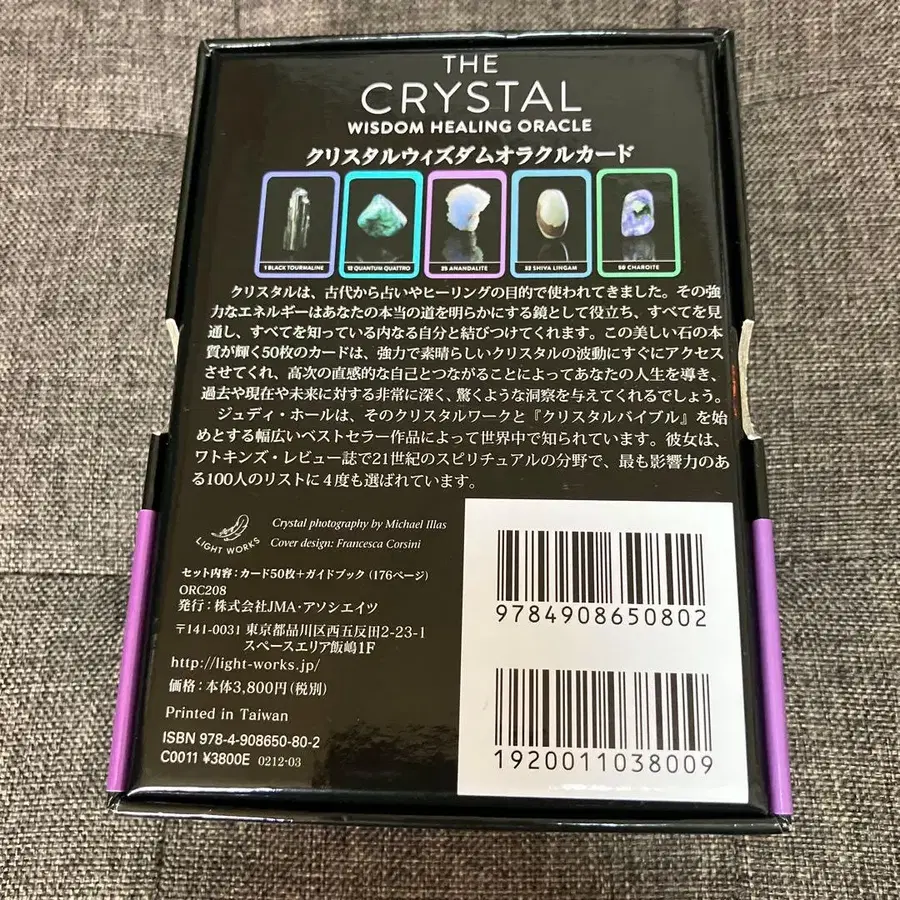 THE
CRYSTAL
WISDOM HEALING ORACLE
クリスタルウィズダムオラクルカード
1 BLACK TOURMALINE
12 QUANTUM QUATTRO
25 ANANDALITE
32 SHIVA LINGAM
50 CHAROITE
クリスタルは、古代から占いやヒーリングの目的で使われてきました。その強
力なエネルギーはあなたの本当の道を明らかにする鏡として役立ち、すべてを見
通し、すべてを知っている内なる自分と結びつけてくれます。この美しい石の本
質が輝く50枚のカードは、強力で素晴らしいクリスタルの波動にすぐにアクセス
させてくれ、高次の直感的な自己とつながることによってあなたの人生を導き、
過去や現在や未来に対する非常に深く、驚くような洞察を与えてくれるでしょう。
ジュディ・ホールは、そのクリスタルワークと『クリスタルバイブル』を始
めとする幅広いベストセラー作品によって世界中で知られています。彼女は、
ワトキンズ・レビュー誌で21世紀のスピリチュアルの分野で、最も影響力のあ
る100人のリストに4度も選ばれています。
LIGHT WORKS
Crystal photography by Michael Illas
Cover design: Francesca Corsini
セット内容:カード50枚+ガイドブック(176ページ)
ORC208
発行:株式会社JMA・アソシエイツ
〒141-0031 東京都品川区西五反田2-23-1
スペースエリア飯嶋1F
http://light-works.jp/
価格:本体3,800円(税別)
Printed in Taiwan
ISBN 978-4-908650-80-2
C0011 ¥3800E 0212-03
9784908650802
1920011038009